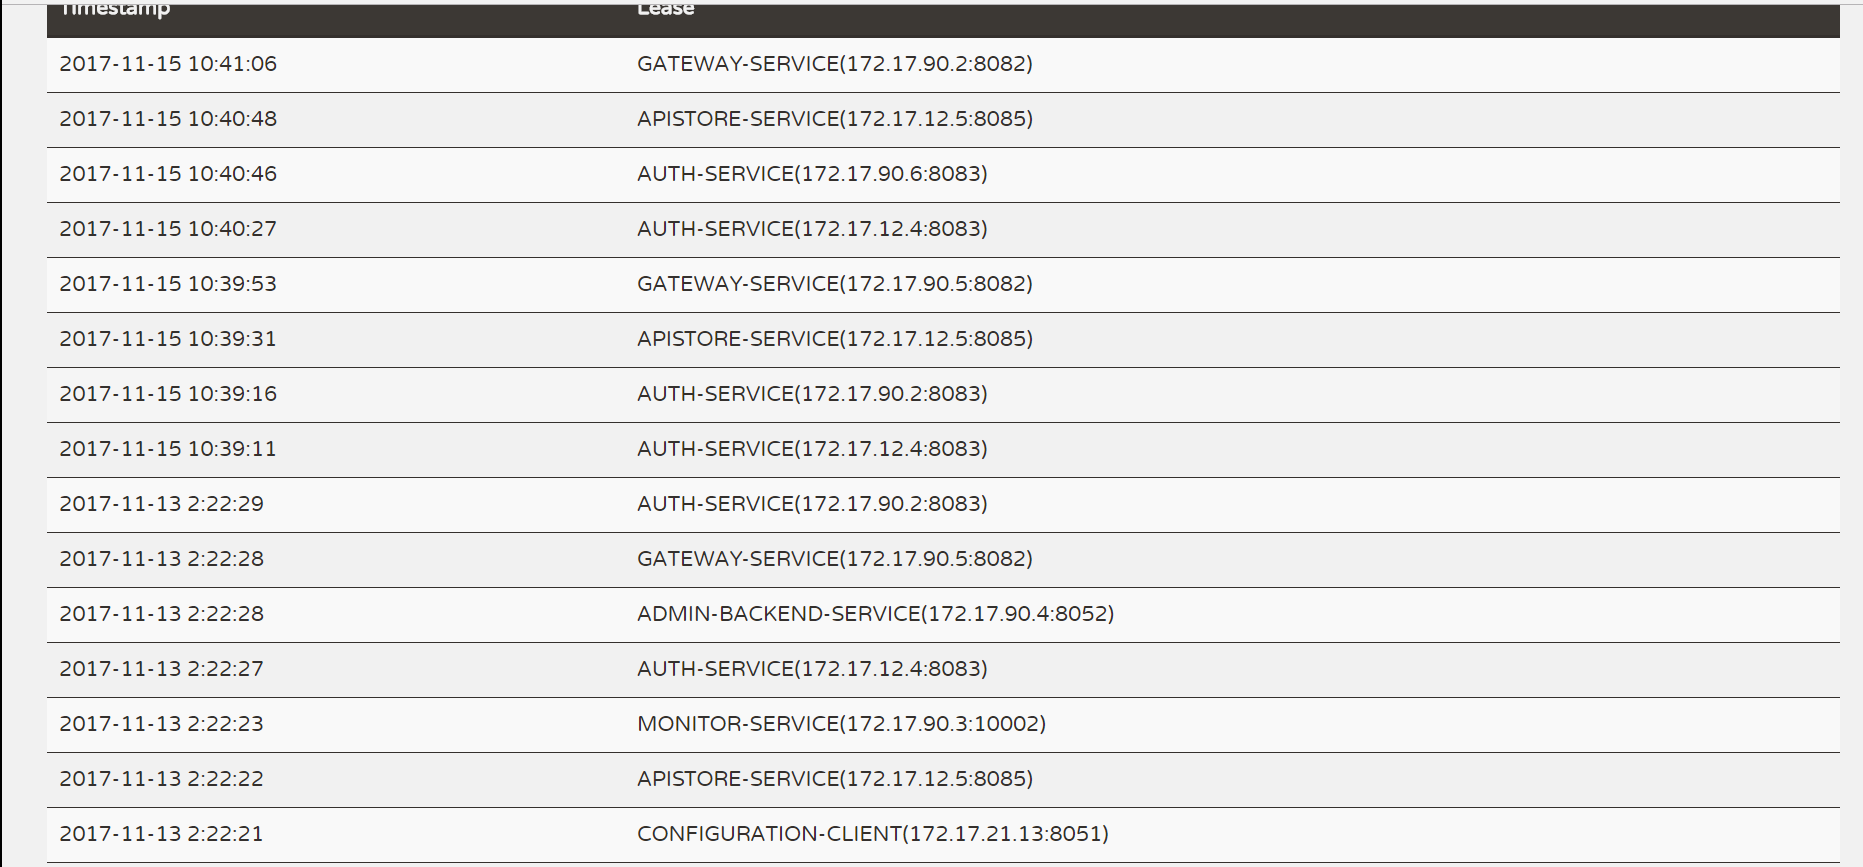 Timestamp Lease
2017-11-15 10:41:06 GATEWAY-SERVICE(172.17.90.2:8082)
2017-11-15 10:40:48 APISTORE-SERVICE(172.17.12.5:8085)
2017-11-15 10:40:46 AUTH-SERVICE(172.17.90.6:8083)
2017-11-15 10:40:27 AUTH-SERVICE(172.17.12.4:8083)
2017-11-15 10:39:53 GATEWAY-SERVICE(172.17.90.5:8082)
2017-11-15 10:39:31 APISTORE-SERVICE(172.17.12.5:8085)
2017-11-15 10:39:16 AUTH-SERVICE(172.17.90.2:8083)
2017-11-15 10:39:11 AUTH-SERVICE(172.17.12.4:8083)
2017-11-13 2:22:29 AUTH-SERVICE(172.17.90.2:8083)
2017-11-13 2:22:28 GATEWAY-SERVICE(172.17.90.5:8082)
2017-11-13 2:22:28 ADMIN-BACKEND-SERVICE(172.17.90.4:8052)
2017-11-13 2:22:27 AUTH-SERVICE(172.17.12.4:8083)
2017-11-13 2:22:23 MONITOR-SERVICE(172.17.90.3:10002)
2017-11-13 2:22:22 APISTORE-SERVICE(172.17.12.5:8085)
2017-11-13 2:22:21 CONFIGURATION-CLIENT(172.17.21.13:8051)